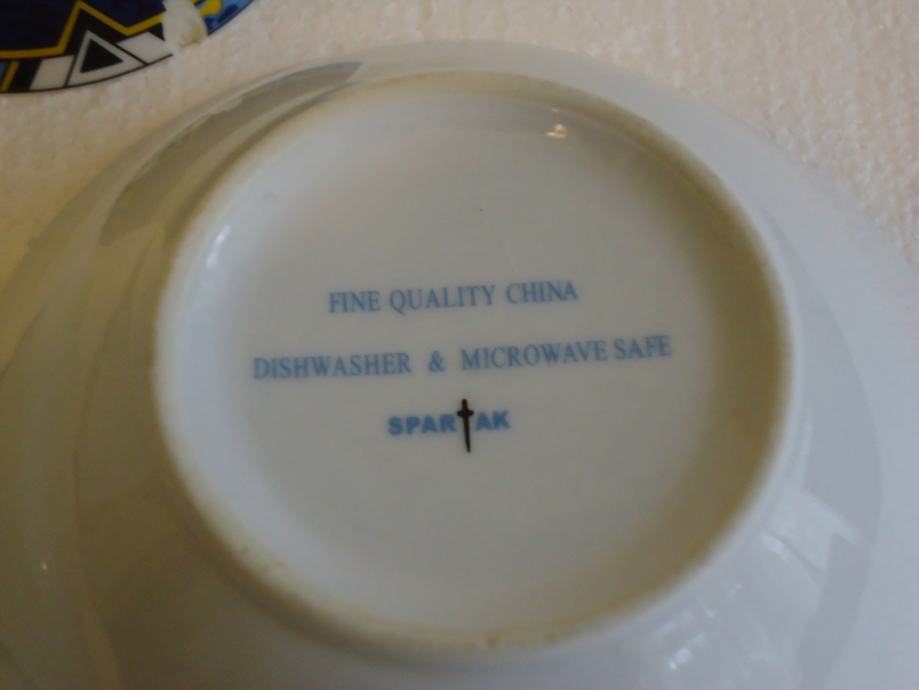 FINE QUALITY CHINA
DISHWASHER & MICROWAVE SAFE
SPARTAK